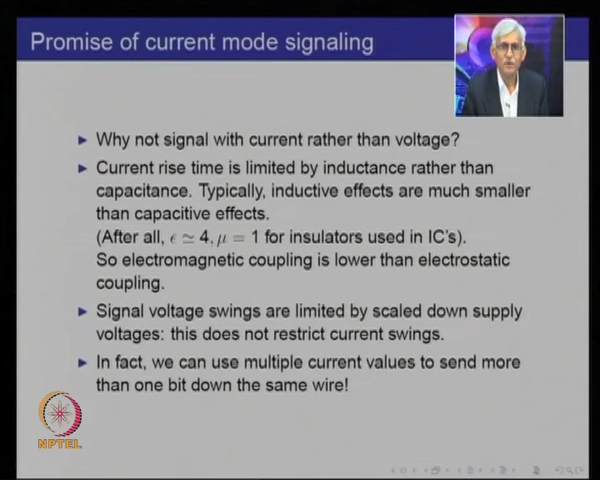 Promise of current mode signaling
► Why not signal with current rather than voltage?
► Current rise time is limited by inductance rather than
capacitance. Typically, inductive effects are much smaller
than capacitive effects.
(After all, ϵ ≃ 4, μ = 1 for insulators used in IC's).
So electromagnetic coupling is lower than electrostatic
coupling.
► Signal voltage swings are limited by scaled down supply
voltages: this does not restrict current swings.
► In fact, we can use multiple current values to send more
than one bit down the same wire!
NPTEL